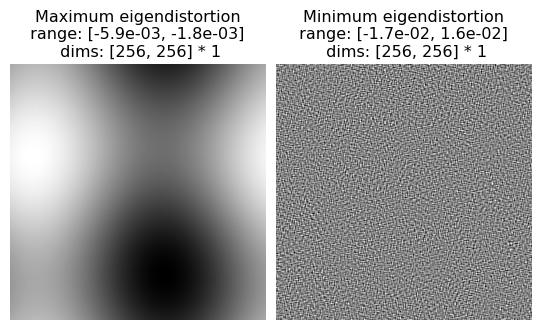 Maximum eigendistortion
range: [-5.9e-03, -1.8e-03]
dims: [256, 256] * 1
Minimum eigendistortion
range: [-1.7e-02, 1.6e-02]
dims: [256, 256] * 1